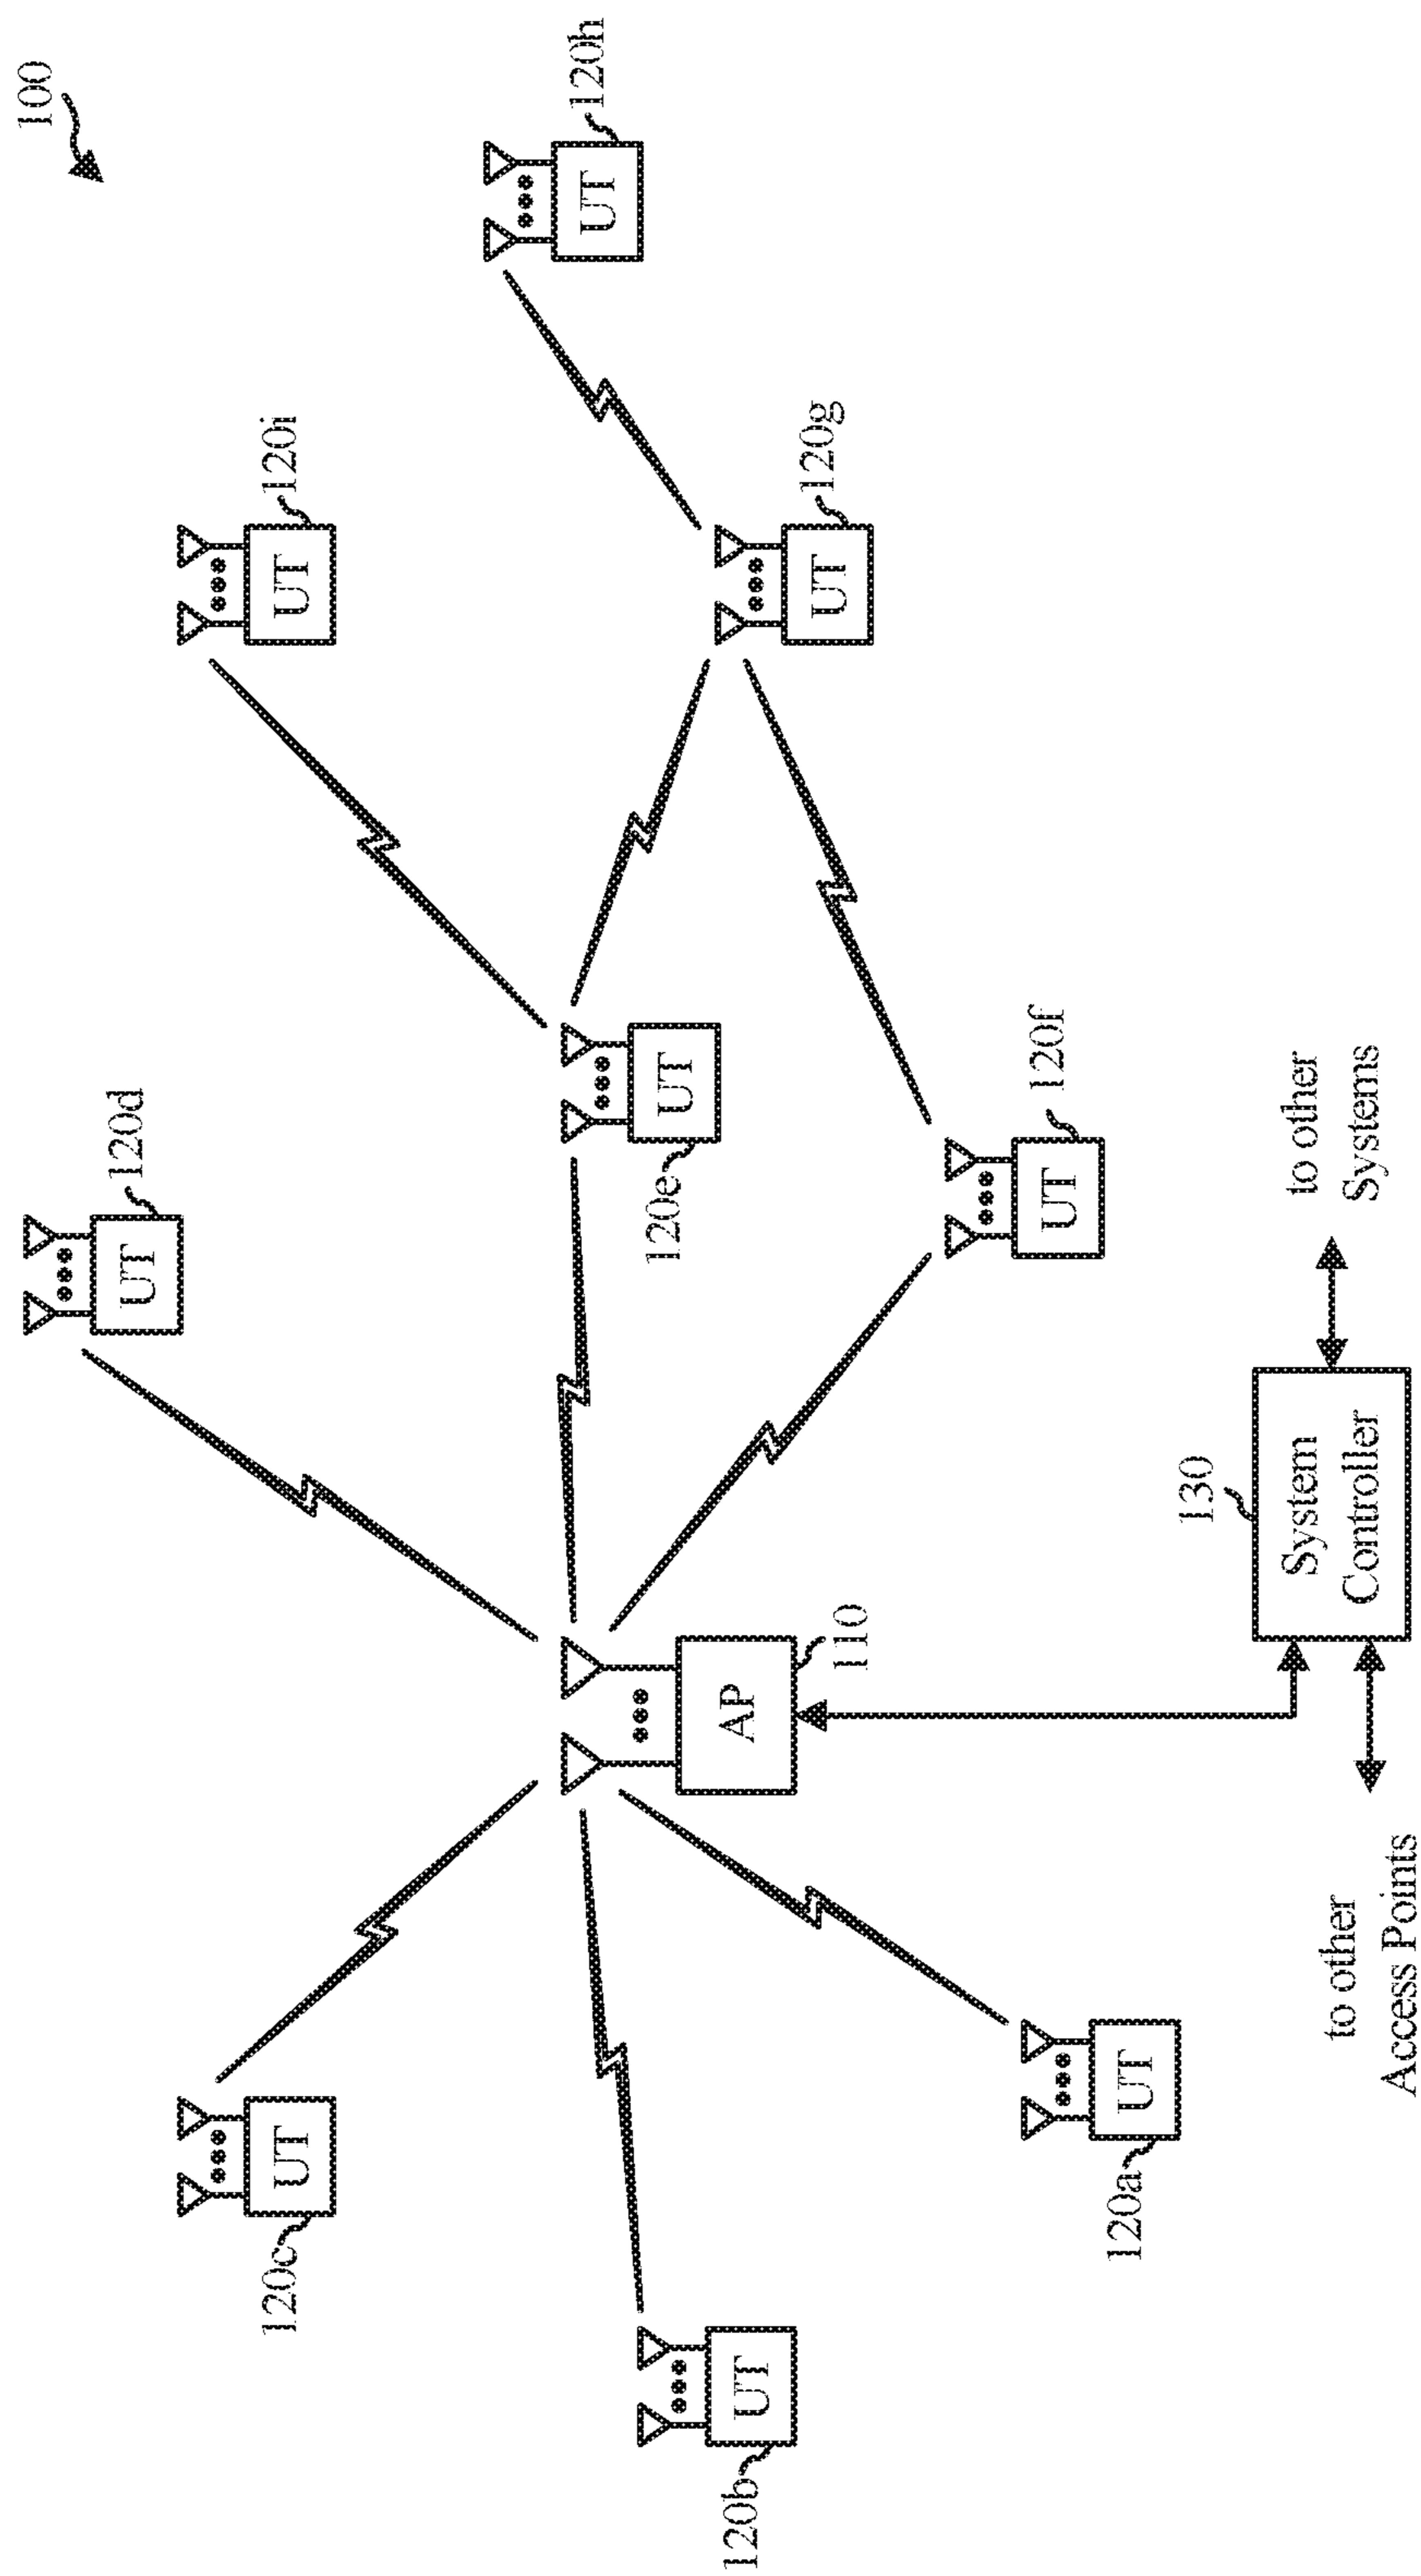 100
UT
120d
UT
120c
UT
120i
UT
120h
120e
UT
120b
UT
AP
110
UT
120g
120a
UT
UT
120f
130
System
Controller
to other
Systems
to other
Access Points